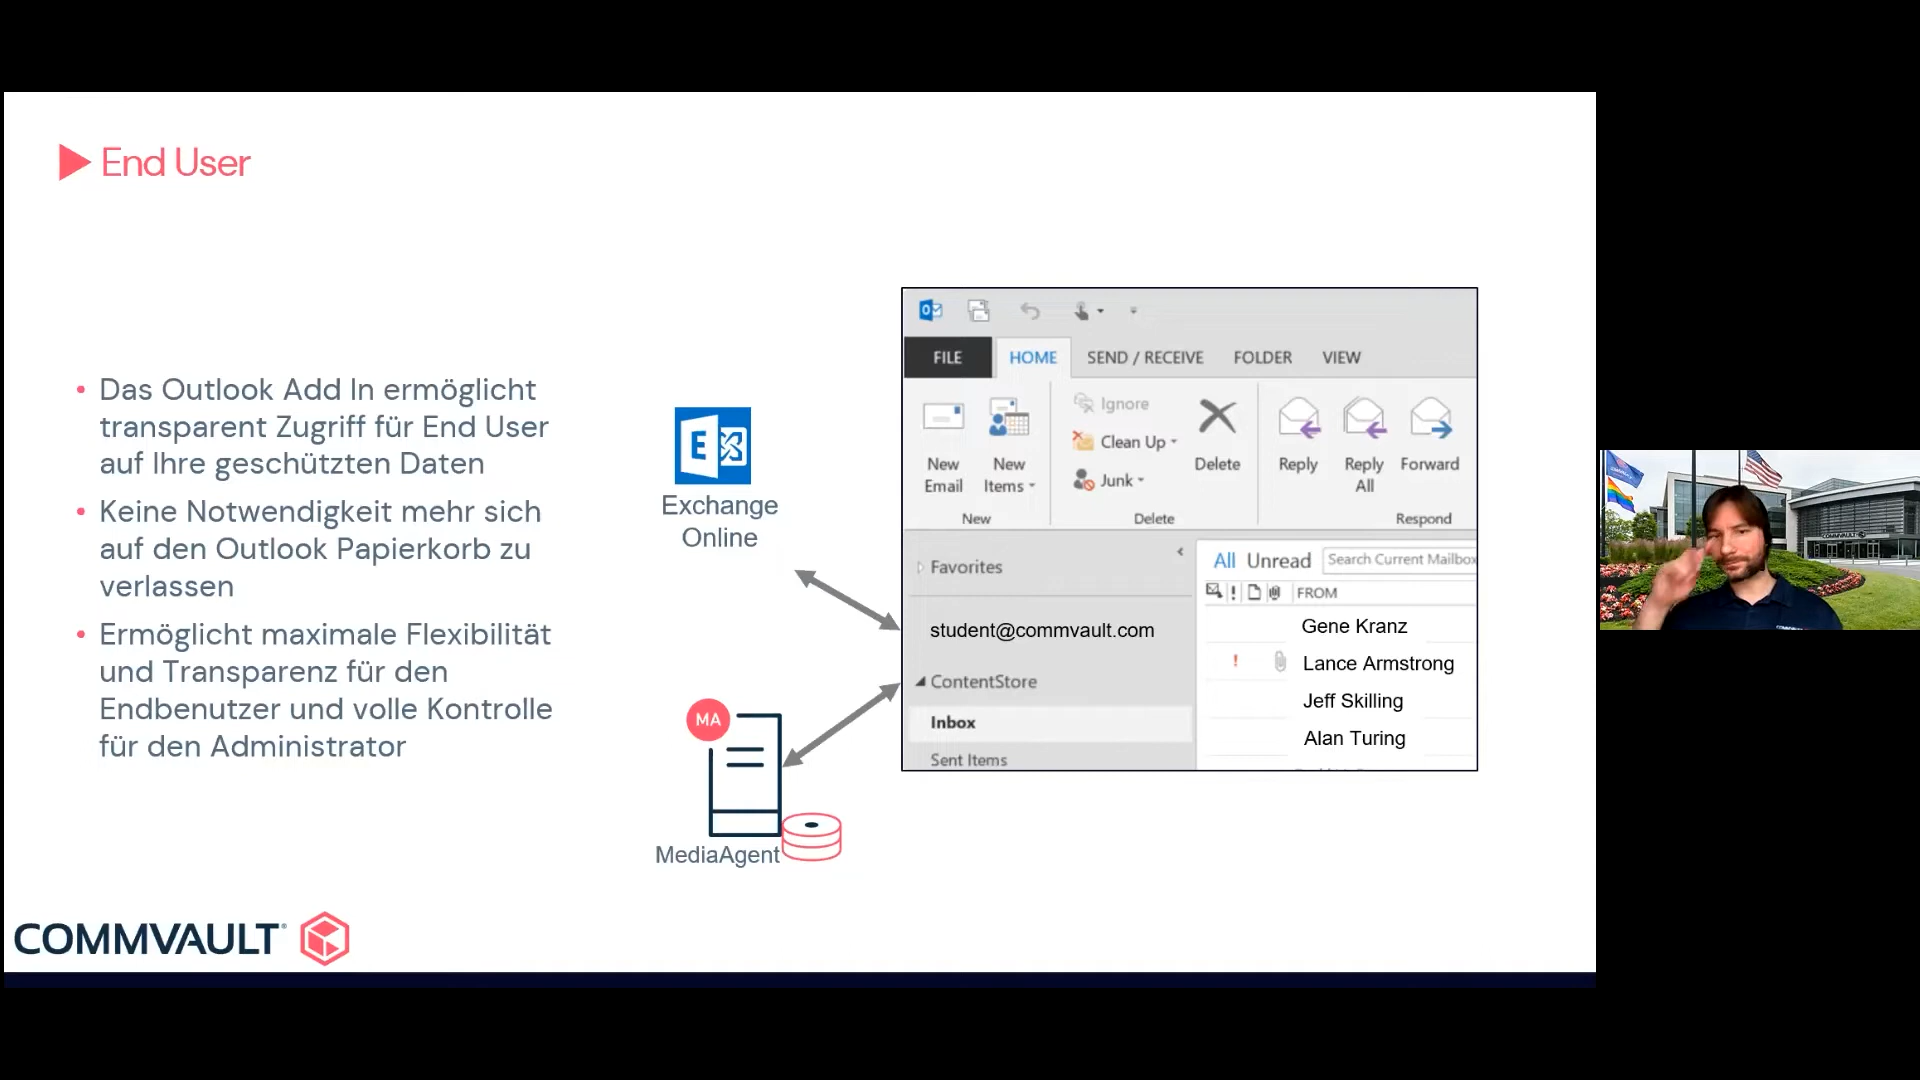 End User
• Das Outlook Add In ermöglicht
transparent Zugriff für End User
auf Ihre geschützten Daten
• Keine Notwendigkeit mehr sich
auf den Outlook Papierkorb zu
verlassen
• Ermöglicht maximale Flexibilität
und Transparenz für den
Endbenutzer und volle Kontrolle
für den Administrator
Exchange
Online
MA
MediaAgent
FILE HOME SEND / RECEIVE FOLDER VIEW
New
Email
New
Items
New
Ignore
Clean Up
Junk
Delete
Delete
Reply
Reply
All
Forward
Respond
Favorites
student@commvault.com
ContentStore
Inbox
Sent Items
All Unread Search Current Mailbox
FROM
Gene Kranz
Lance Armstrong
Jeff Skilling
Alan Turing
COMMVAULT